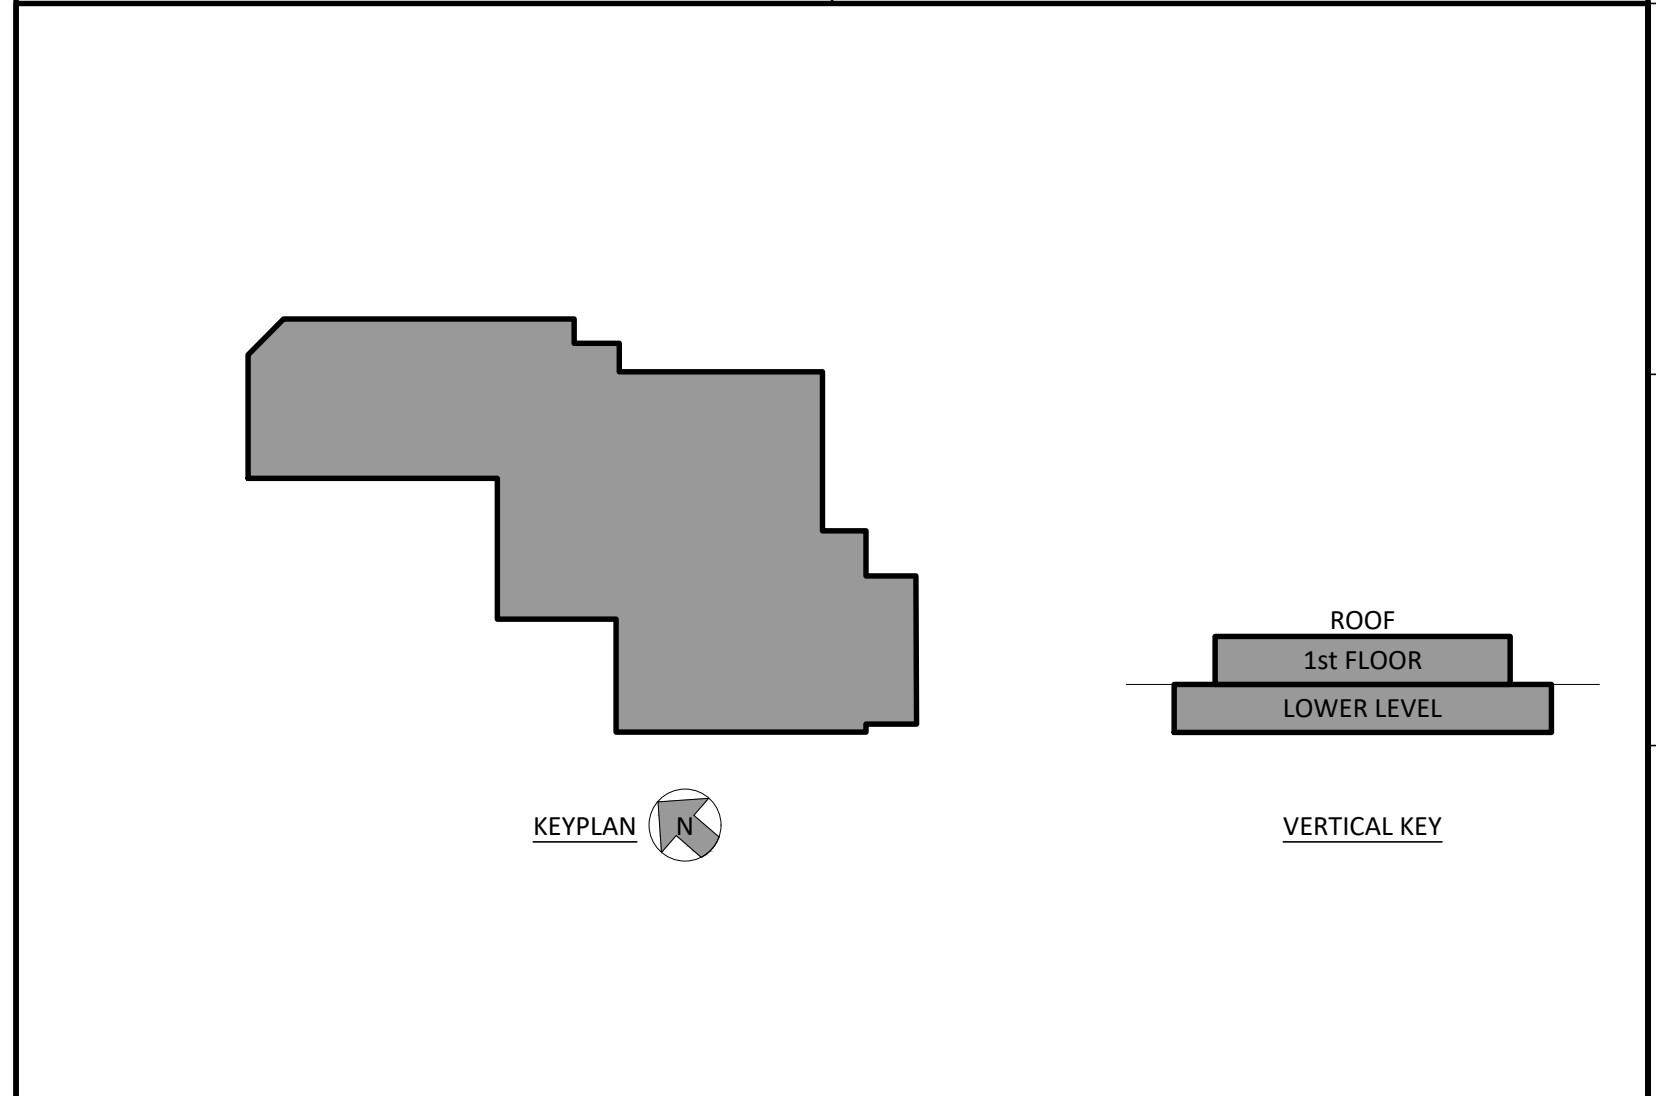 ROOF
1st FLOOR
LOWER LEVEL
KEYPLAN
N
VERTICAL KEY